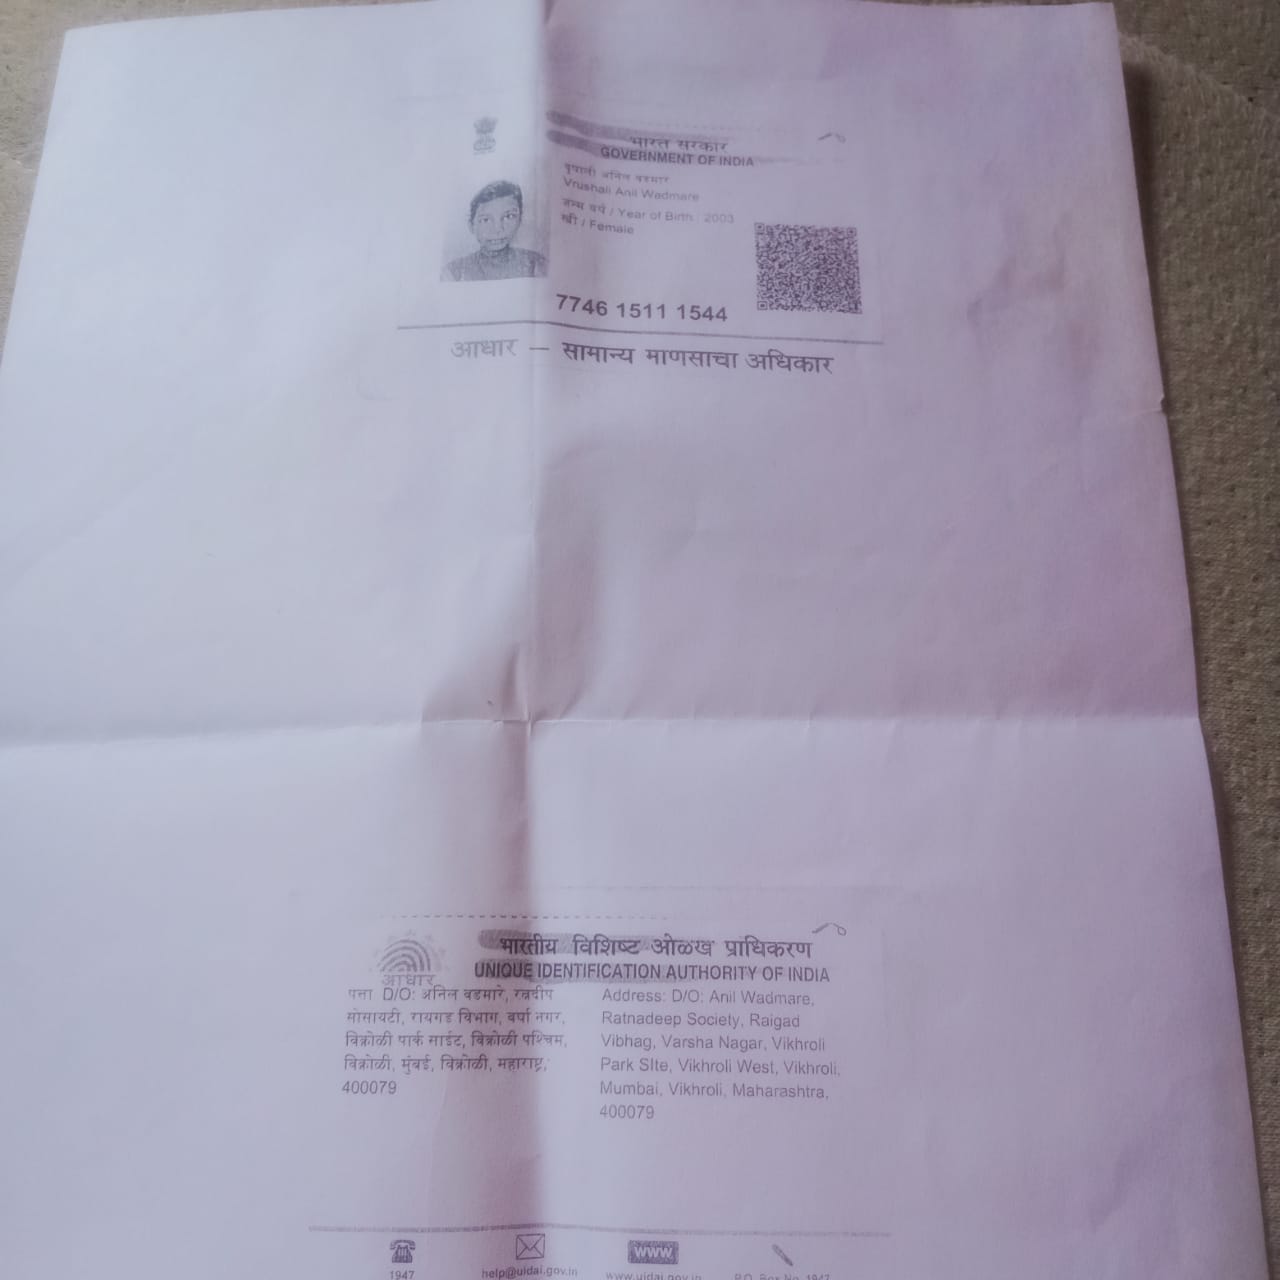 भारत सरकार
GOVERNMENT OF INDIA
वृषाली अनिल वडमारे
Vrushali Anil Wadmare
जन्म वर्ष / Year of Birth : 2003
स्त्री / Female
7746 1511 1544
आधार — सामान्य माणसाचा अधिकार
भारतीय विशिष्ट ओळख प्राधिकरण
UNIQUE IDENTIFICATION AUTHORITY OF INDIA
आधार
पत्ता D/O: अनिल वडमारे, रत्नदीप
सोसायटी, रायगड विभाग, वर्षा नगर,
विक्रोळी पार्क साईट, विक्रोळी पश्चिम,
विक्रोळी, मुंबई, विक्रोळी, महाराष्ट्र,
400079
Address: D/O: Anil Wadmare,
Ratnadeep Society, Raigad
Vibhag, Varsha Nagar, Vikhroli
Park SIte, Vikhroli West, Vikhroli,
Mumbai, Vikhroli, Maharashtra,
400079
WWW
1947
help@uidai.gov.in
www.uidai.gov.in
P.O. Box No. 1947